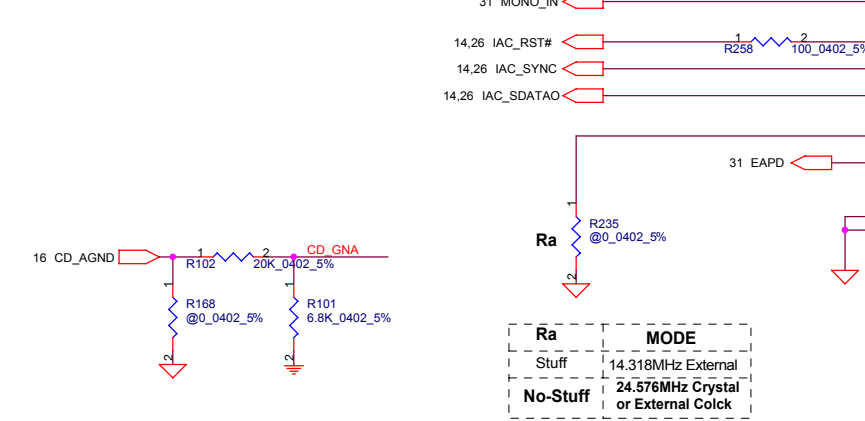 31 MONO_IN
14,26 IAC_RST#
1 2
R258 100_0402_5%
14,26 IAC_SYNC
14,26 IAC_SDATAO
31 EAPD
1
Ra
R235
@0_0402_5%
2
16 CD_AGND
1 2 CD_GNA
R102 20K_0402_5%
1 1
R168 R101
@0_0402_5% 6.8K_0402_5%
2 2
Ra MODE
Stuff 14.318MHz External
No-Stuff 24.576MHz Crystal
or External Colck